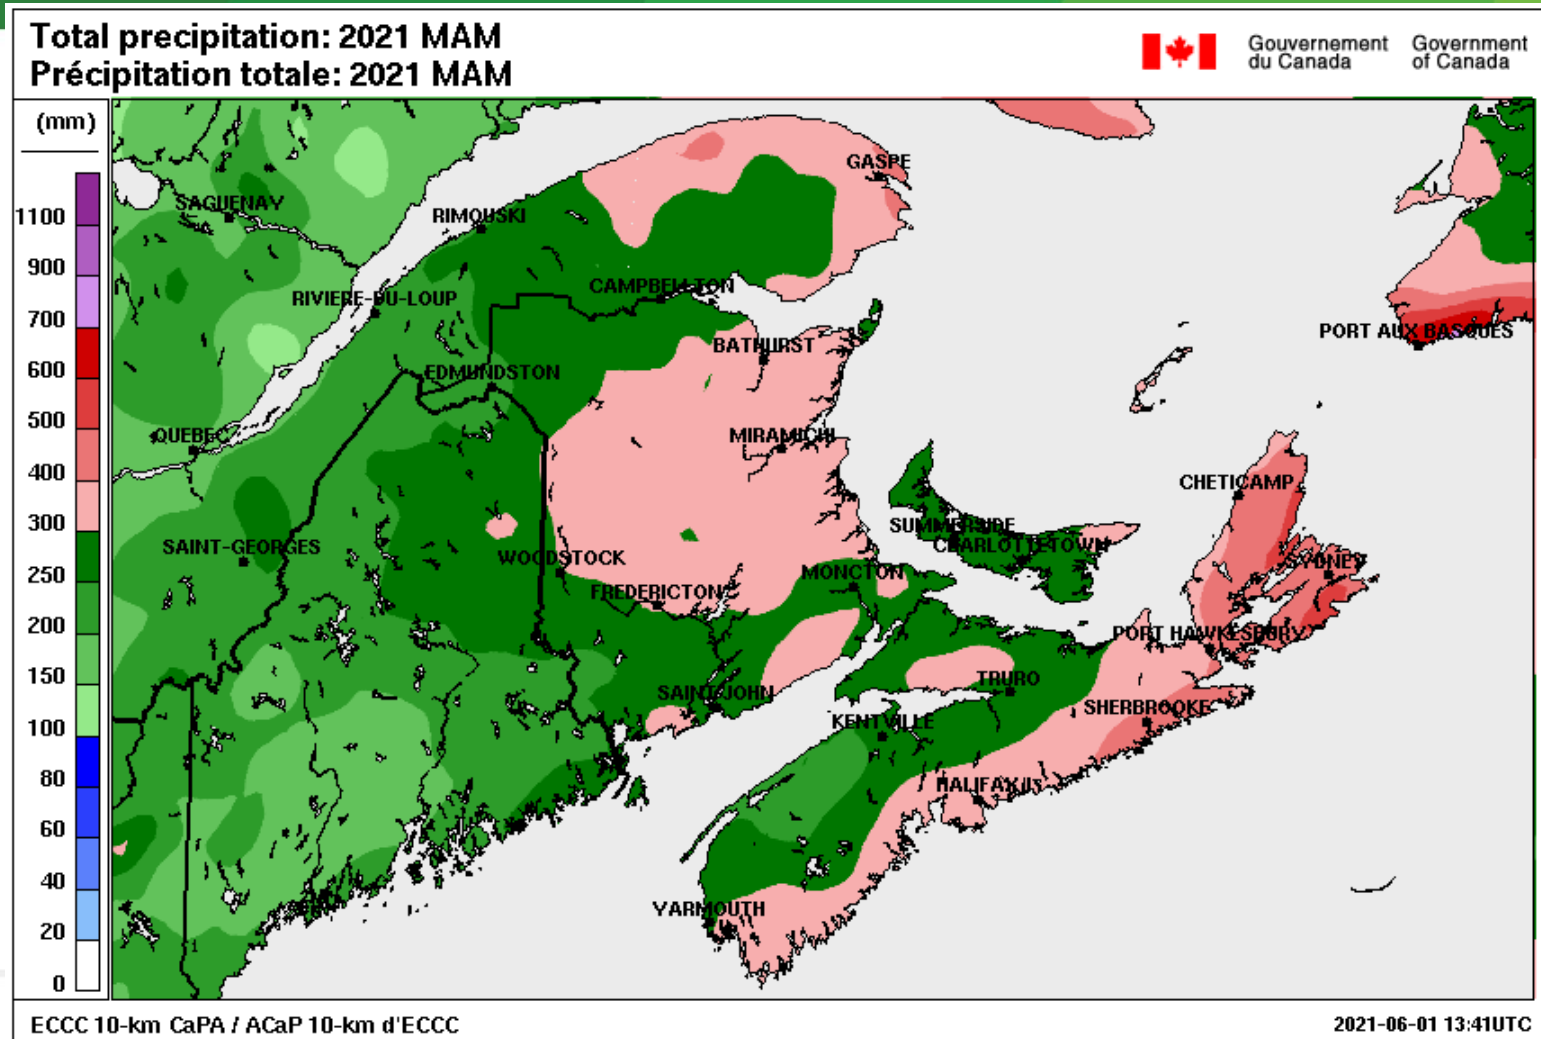 Total precipitation: 2021 MAM
Précipitation totale: 2021 MAM
Gouvernement du Canada
Government of Canada
(mm)
1100
900
700
600
500
400
300
250
200
150
100
80
60
40
20
0
GASPE
SAGUENAY
RIMOUSKI
CAMPBELLTON
RIVIERE-DU-LOUP
PORT AUX BASQUES
BATHURST
EDMUNDSTON
QUEBEC
MIRAMICHI
CHETICAMP
SUMMERSIDE
CHARLOTTETOWN
SAINT-GEORGES
WOODSTOCK
MONCTON
SYDNEY
FREDERICTON
PORT HAWKESBURY
TRURO
SAINT JOHN
SHERBROOKE
KENTVILLE
HALIFAX/IS
YARMOUTH
ECCC 10-km CaPA / ACaP 10-km d'ECCC
2021-06-01 13:41UTC